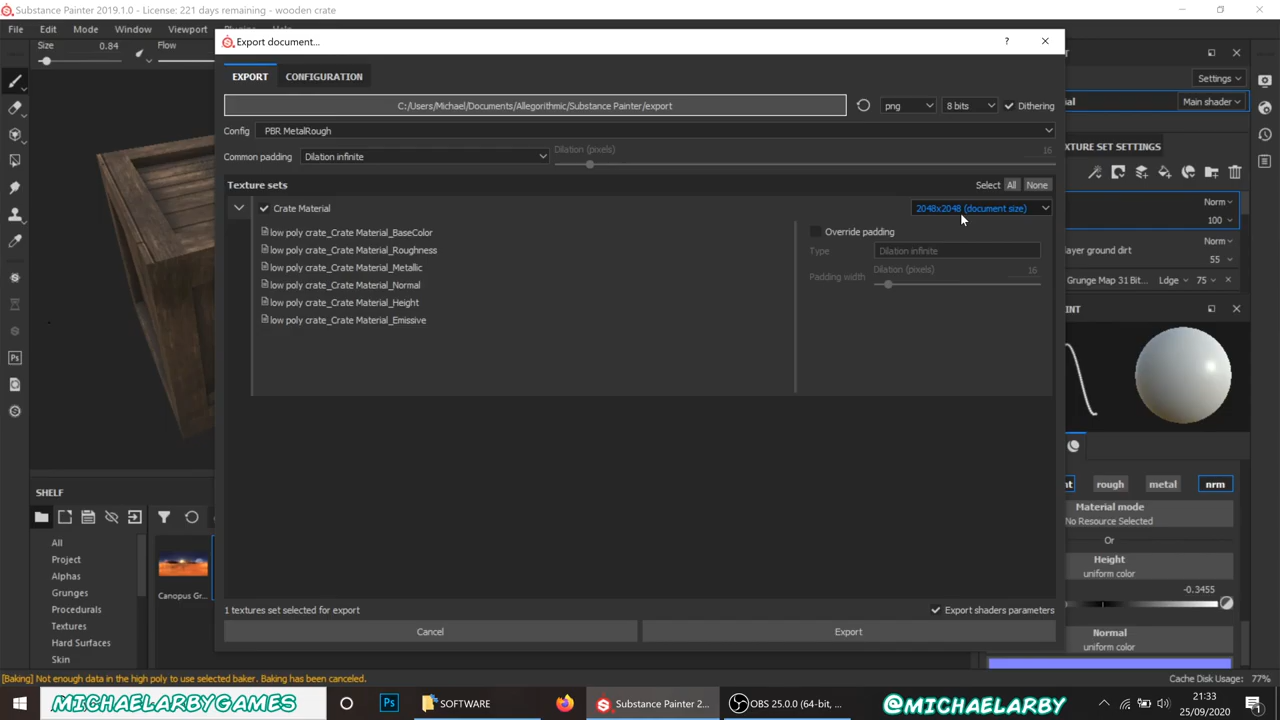 Substance Painter 2019.1.0 - License: 221 days remaining - wooden crate
File Edit Mode Window Viewport
Size 0.84 Flow
Export document...
?
EXPORT CONFIGURATION
C:/Users/Michael/Documents/Allegorithmic/Substance Painter/export png 8 bits Dithering
Config PBR MetalRough
Common padding Dilation infinite Dilation (pixels) 16
Texture sets Select All None
Crate Material 2048x2048 (document size)
low poly crate_Crate Material_BaseColor
low poly crate_Crate Material_Roughness
low poly crate_Crate Material_Metallic
low poly crate_Crate Material_Normal
low poly crate_Crate Material_Height
low poly crate_Crate Material_Emissive
Override padding
Type Dilation infinite
Dilation (pixels) 16
Padding width
1 textures set selected for export Export shaders parameters
Cancel Export
Settings
Main shader
TEXTURE SET SETTINGS
Norm
100
ayer ground dirt Norm
55
Grunge Map 31 Bit... Ldge 75
INT
rough metal nrm
Material mode
No Resource Selected
Or
Height
uniform color
-0.3455
Normal
uniform color
SHELF
All
Project
Alphas
Grunges
Procedurals
Textures
Hard Surfaces
Skin
Canopus Gr...
Ps
[Baking] Not enough data in the high poly to use selected baker. Baking has been canceled. Cache Disk Usage: 77%
MICHAELARBYGAMES
Ps
SOFTWARE
Substance Painter 2...
OBS 25.0.0 (64-bit, ...
@MICHAELARBY
21:33
25/09/2020
1